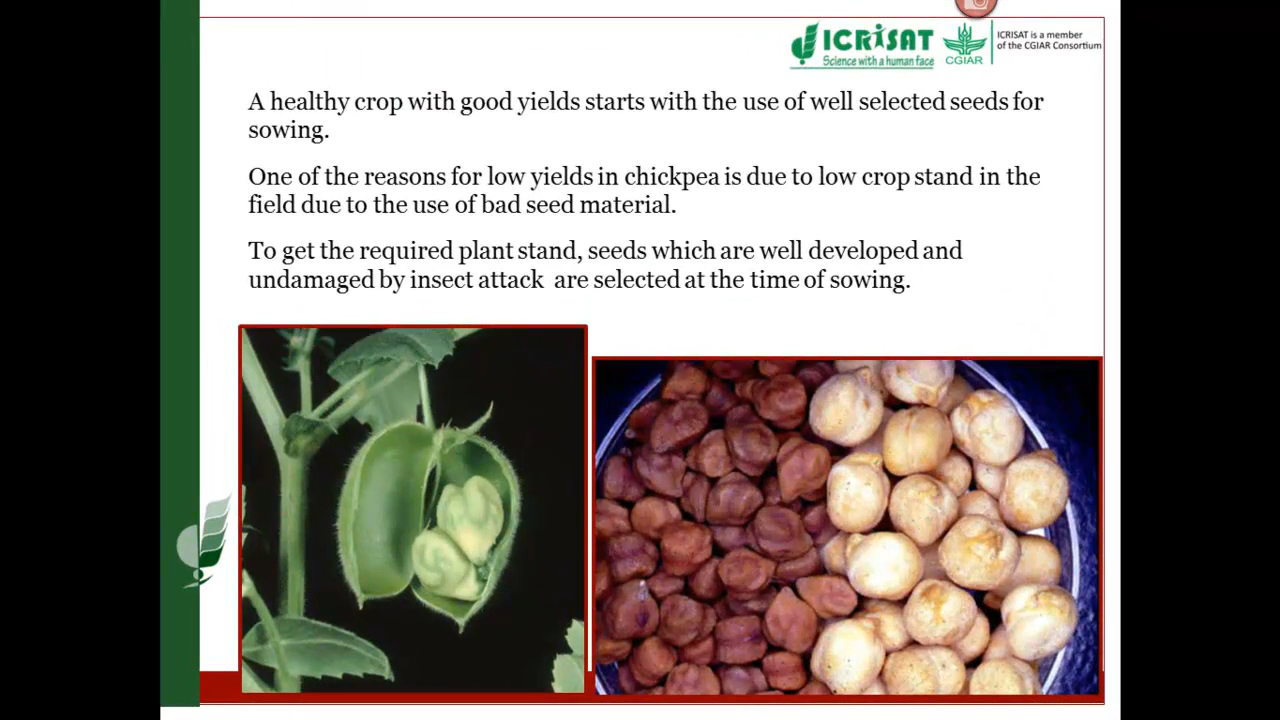 ICRISAT
Science with a human face
CGIAR
ICRISAT is a member
of the CGIAR Consortium
A healthy crop with good yields starts with the use of well selected seeds for
sowing.
One of the reasons for low yields in chickpea is due to low crop stand in the
field due to the use of bad seed material.
To get the required plant stand, seeds which are well developed and
undamaged by insect attack are selected at the time of sowing.